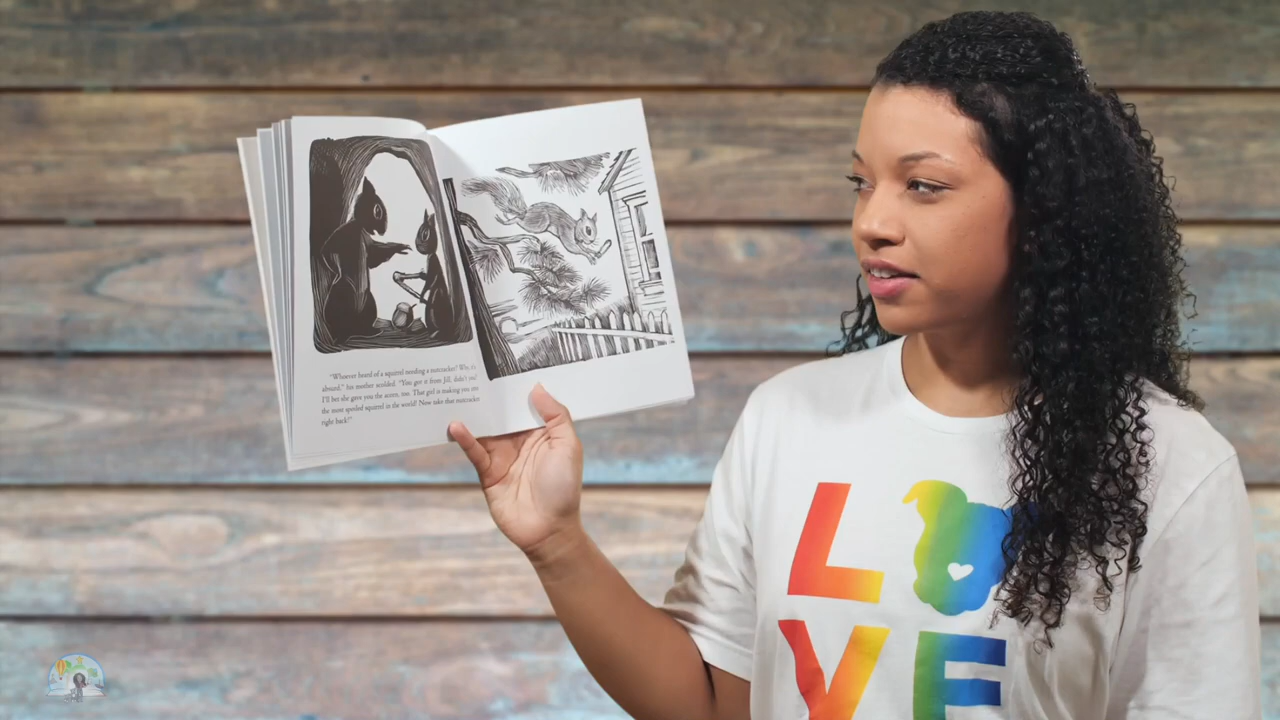 "Whoever heard of a squirrel needing a nutcracker? Why, it's
absurd," his mother scolded. "You got it from Jill, didn't you?
I'll bet she gave you the acorn, too. That girl is making you into
the most spoiled squirrel in the world! Now take that nutcracker
right back!"
L
VE